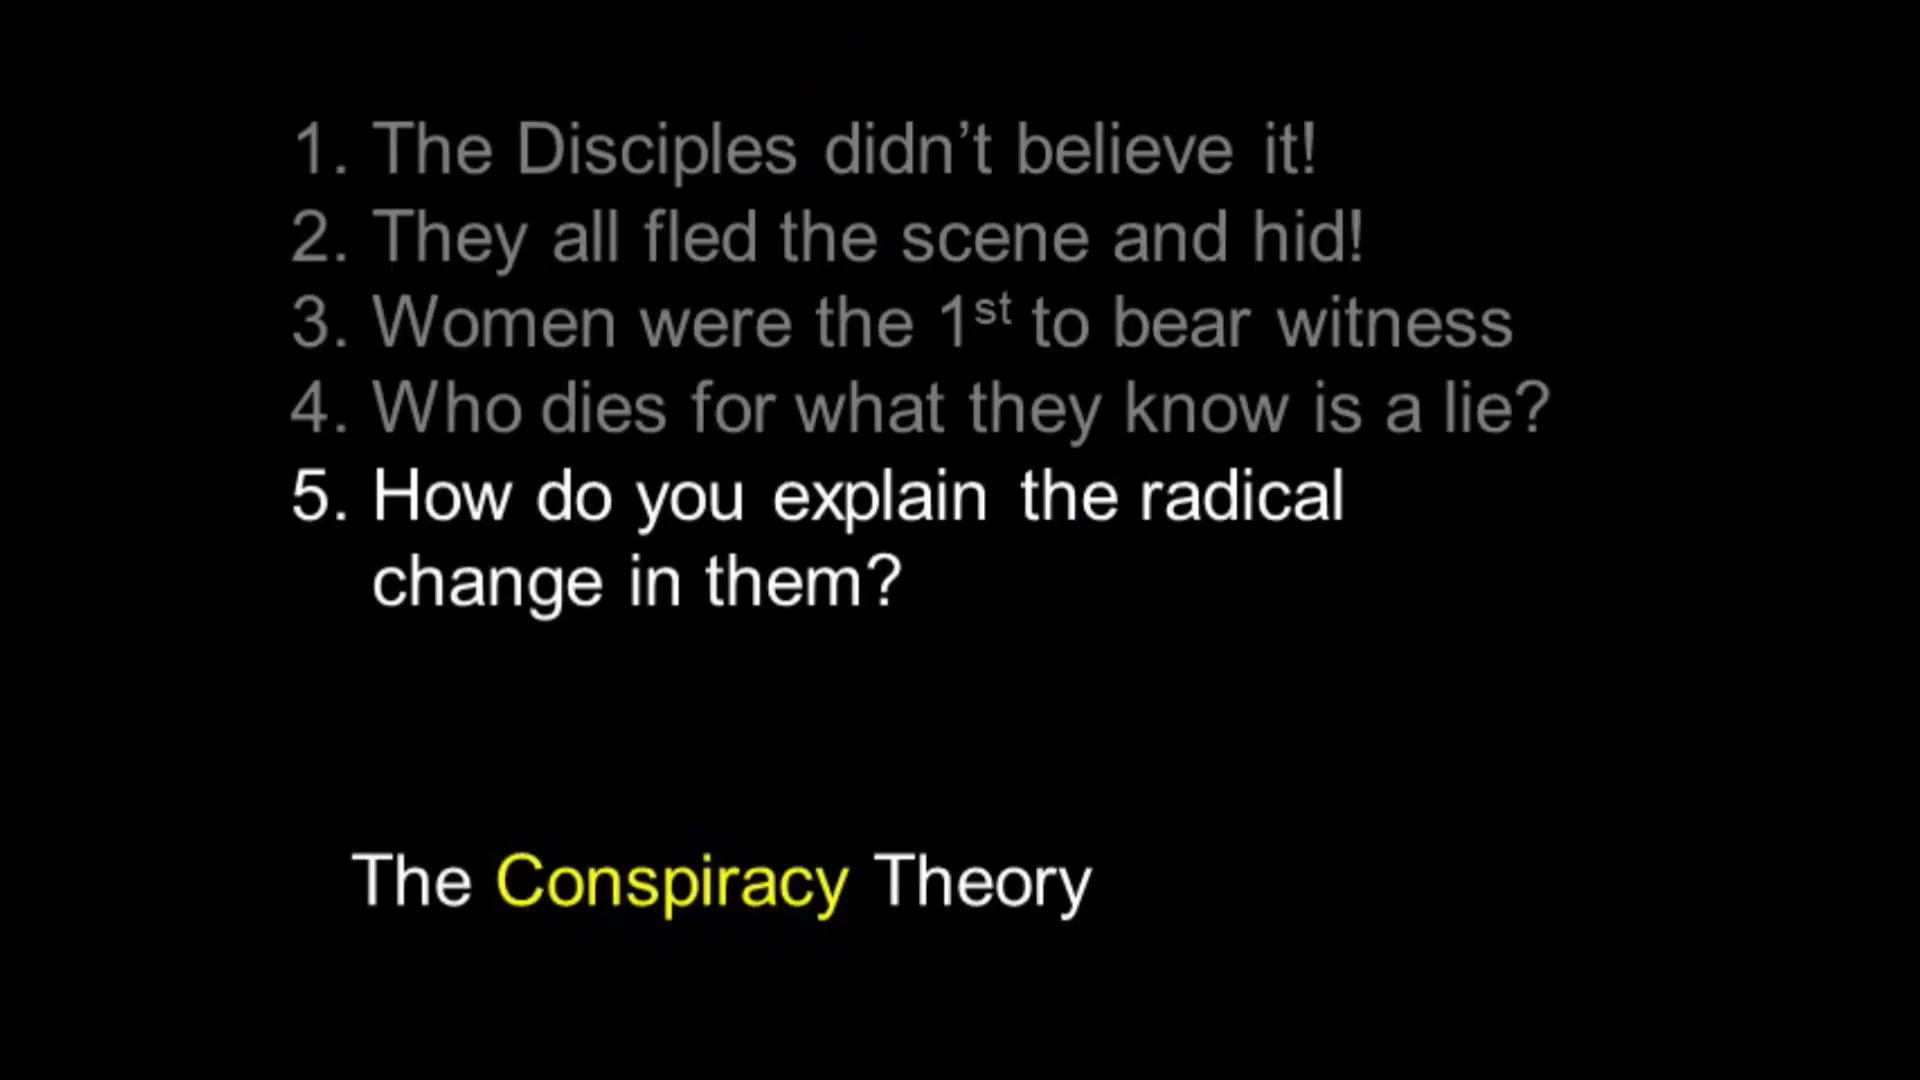 1. The Disciples didn’t believe it!
2. They all fled the scene and hid!
3. Women were the 1st to bear witness
4. Who dies for what they know is a lie?
5. How do you explain the radical
change in them?
The Conspiracy Theory